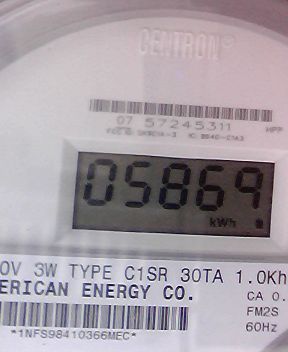 CENTRON®
07 57245311
HPP
05869
kWh
0V 3W TYPE C1SR 30TA 1.0Kh
ERICAN ENERGY CO.
CA 0.
FM2S
60Hz
*1NFS98410366MEC*